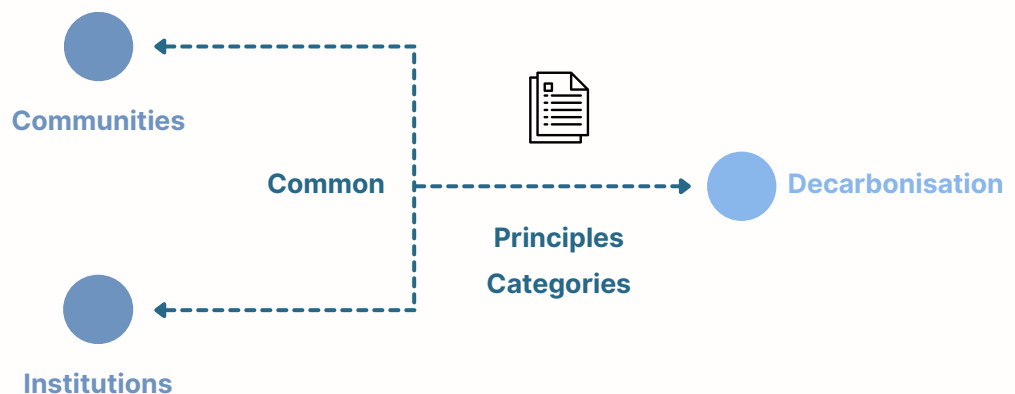 Communities
Common
Decarbonisation
Principles
Categories
Institutions